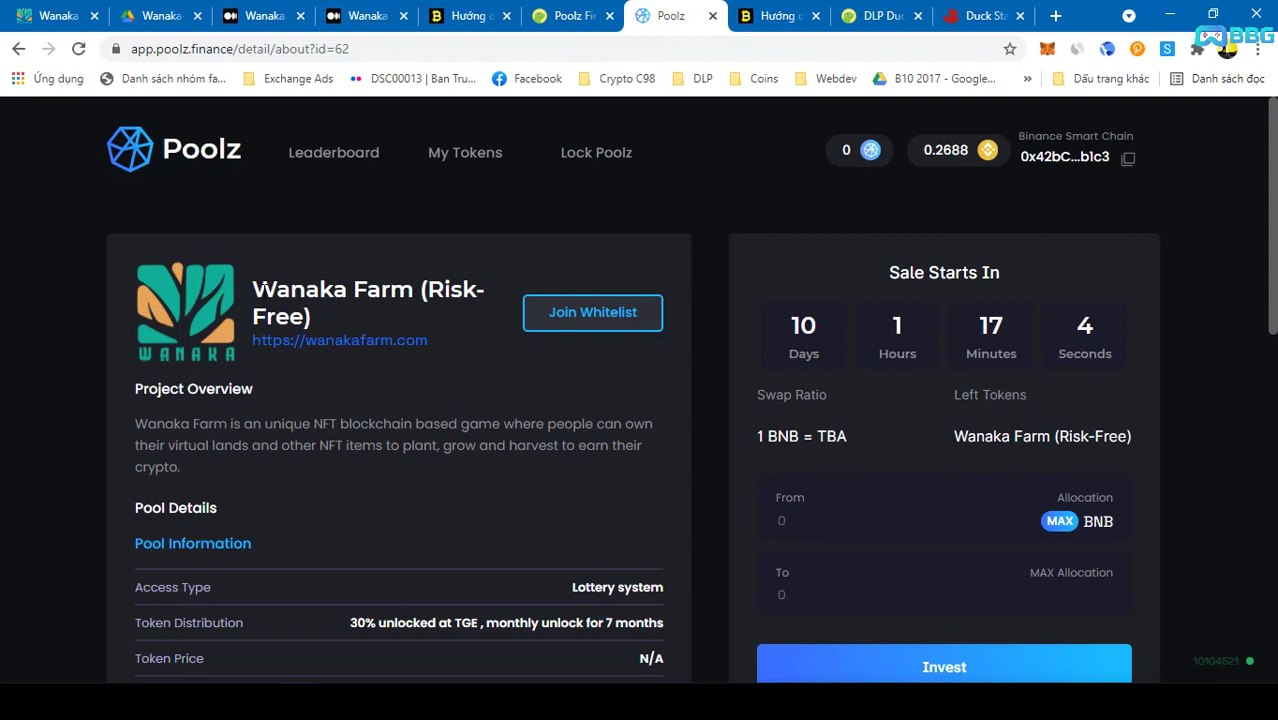 Wanaka
Wanaka
Wanaka
Wanaka
Hướng d
Poolz Fi
Poolz
Hướng d
DLP Duc
Duck Sta
BBG
app.poolz.finance/detail/about?id=62
Ứng dụng
Danh sách nhóm fa...
Exchange Ads
DSC00013 | Ban Tru...
Facebook
Crypto C98
DLP
Coins
Webdev
B10 2017 - Google...
Dấu trang khác
Danh sách đọc
Poolz
Leaderboard
My Tokens
Lock Poolz
0
0.2688
Binance Smart Chain
0x42bC...b1c3
Wanaka Farm (Risk-
Free)
https://wanakafarm.com
Join Whitelist
WANAKA
Project Overview
Wanaka Farm is an unique NFT blockchain based game where people can own
their virtual lands and other NFT items to plant, grow and harvest to earn their
crypto.
Pool Details
Pool Information
Access Type Lottery system
Token Distribution 30% unlocked at TGE , monthly unlock for 7 months
Token Price N/A
Sale Starts In
10 1 17 4
Days Hours Minutes Seconds
Swap Ratio Left Tokens
1 BNB = TBA Wanaka Farm (Risk-Free)
From Allocation
0 MAX BNB
To MAX Allocation
0
Invest
10104521